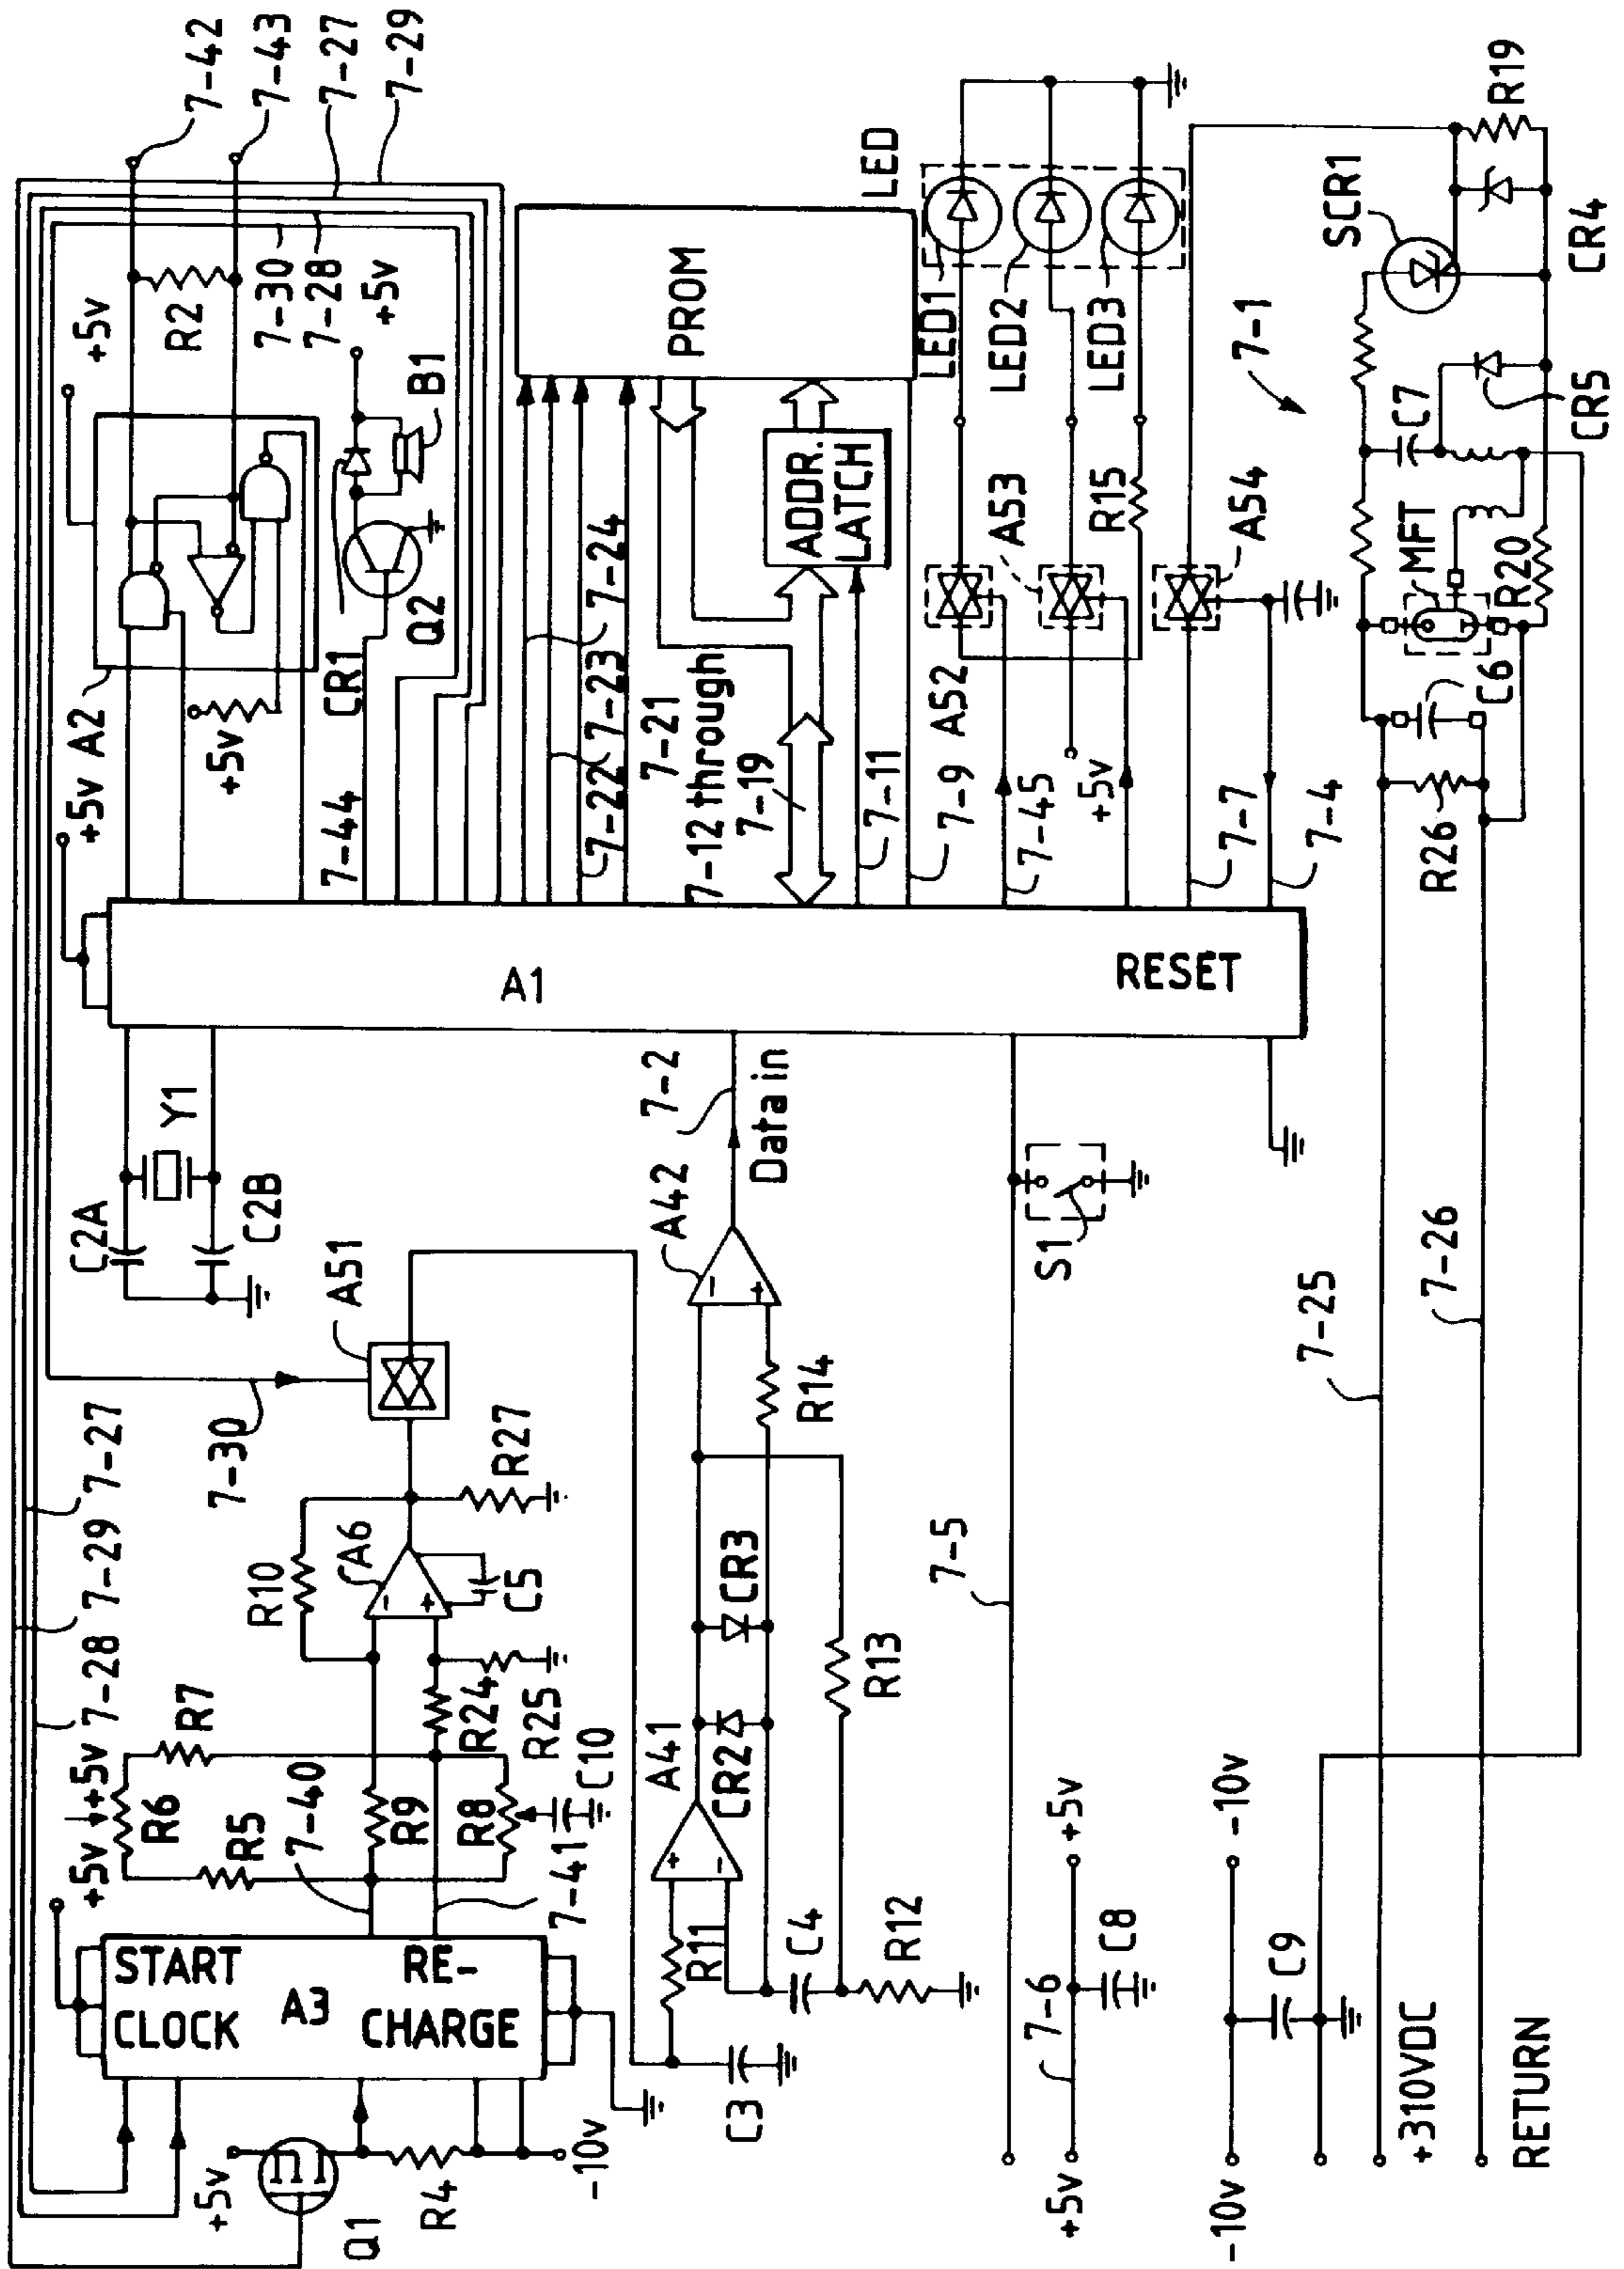 7-42
7-43
7-27
7-29
+5v
R2
7-30
7-28
+5v
B1
+5v
A2
+5v
CR1
Q2
7-44
PROM
ADDR.
LATCH
7-24
7-23
7-22
7-21
7-12 through
7-19
7-11
7-9
LED
LED1
LED2
LED3
A52
A53
R15
A54
7-45
+5v
7-7
7-4
7-1
SCR1
R19
CR4
CR5
C7
MFT
R20
C6
R26
A1
RESET
Y1
C2A
C2B
A51
7-30
7-27
7-29
7-28
R10
A6
R27
C5
R7
+5v
+5v
R6
R5
7-40
R9
R8
R24
R25
C10
7-41
START
CLOCK
A3
RE-
CHARGE
+5v
Q1
R4
-10v
C3
R11
A41
CR2
CR3
C4
R12
R13
R14
A42
7-2
Data in
7-5
S1
+5v
7-6
C8
+5v
-10v
C9
-10v
7-25
7-26
+310VDC
RETURN